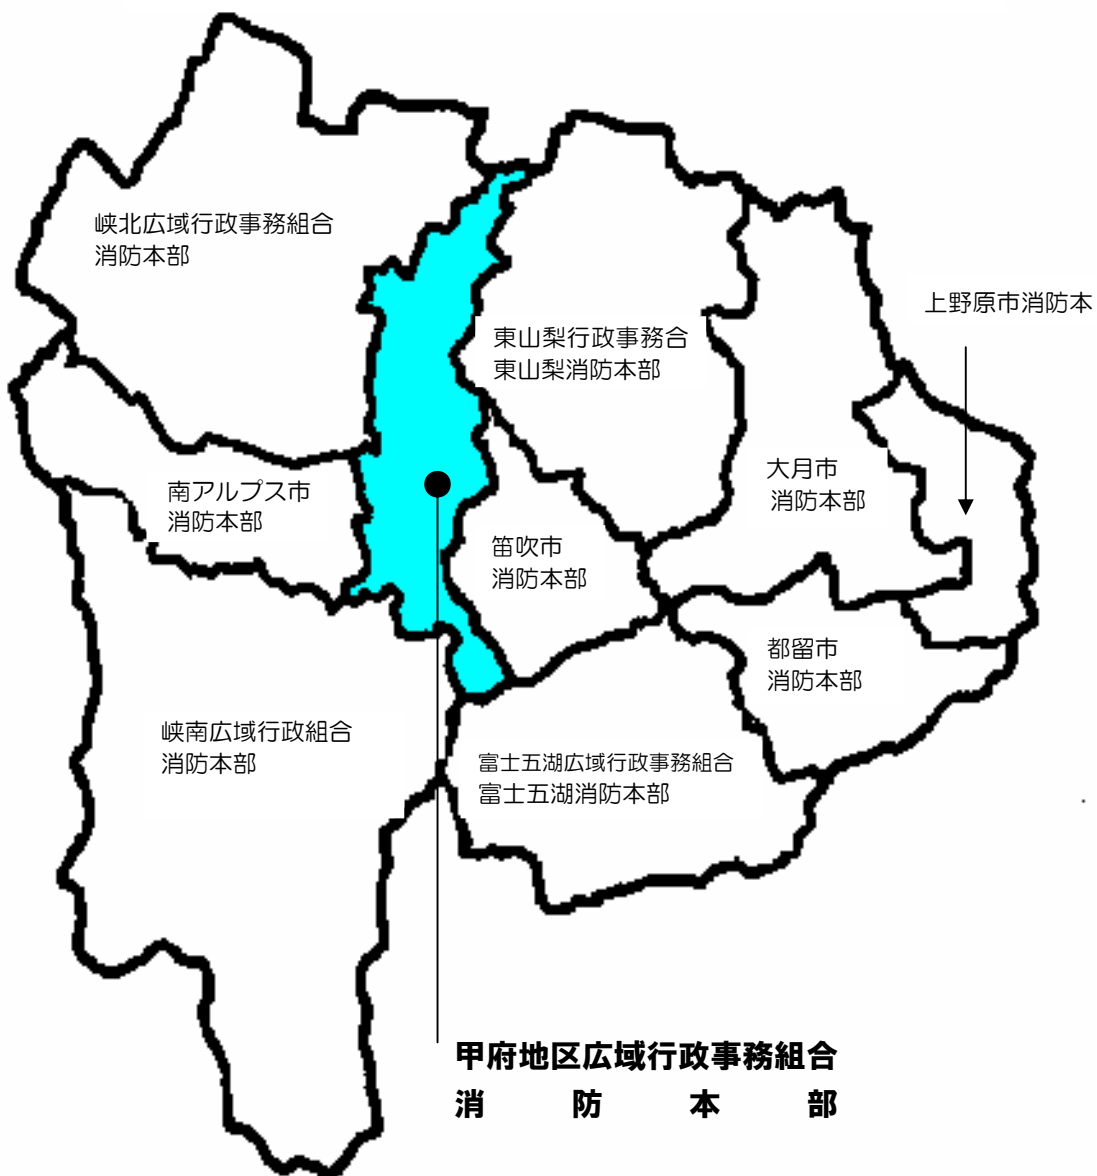 峡北広域行政事務組合
消防本部
上野原市消防本
東山梨行政事務合
東山梨消防本部
大月市
消防本部
南アルプス市
消防本部
笛吹市
消防本部
都留市
消防本部
峡南広域行政組合
消防本部
富士五湖広域行政事務組合
富士五湖消防本部
甲府地区広域行政事務組合
消防本部